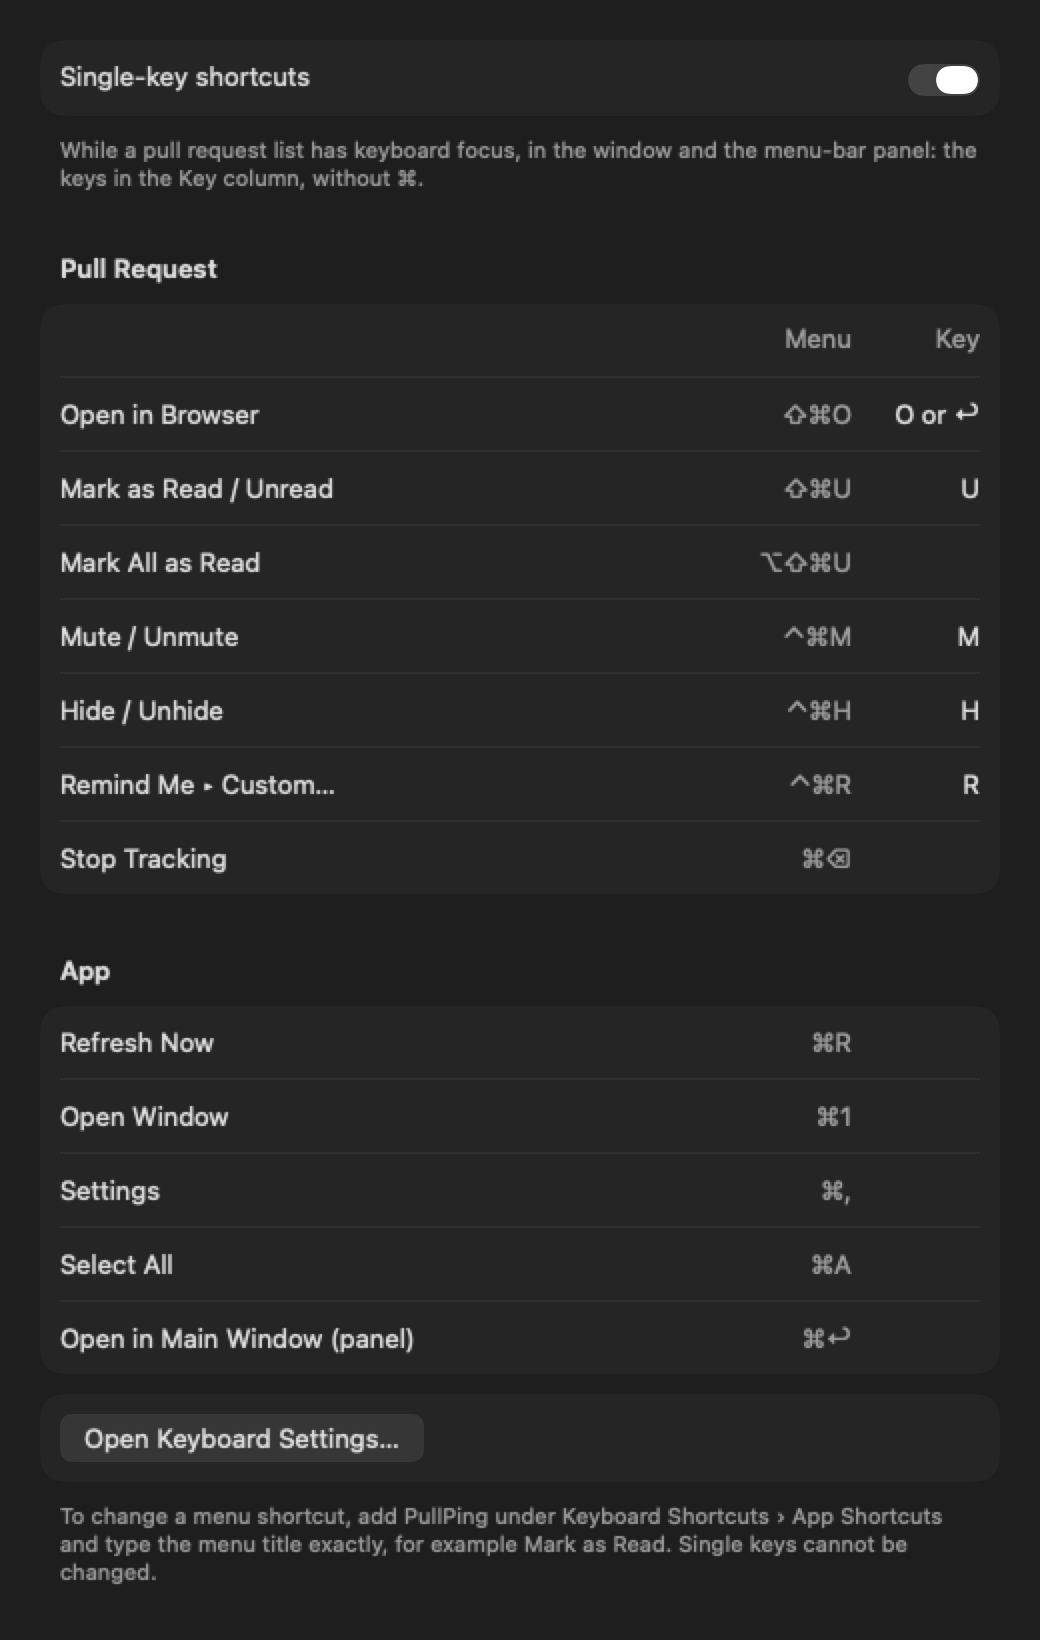 Single-key shortcuts
While a pull request list has keyboard focus, in the window and the menu-bar panel: the
keys in the Key column, without ⌘.
Pull Request
Menu Key
Open in Browser ⇧⌘O O or ↩
Mark as Read / Unread ⇧⌘U U
Mark All as Read ⌥⇧⌘U
Mute / Unmute ^⌘M M
Hide / Unhide ^⌘H H
Remind Me ▸ Custom... ^⌘R R
Stop Tracking ⌘⌫
App
Refresh Now ⌘R
Open Window ⌘1
Settings ⌘,
Select All ⌘A
Open in Main Window (panel) ⌘↩
Open Keyboard Settings...
To change a menu shortcut, add PullPing under Keyboard Shortcuts › App Shortcuts
and type the menu title exactly, for example Mark as Read. Single keys cannot be
changed.